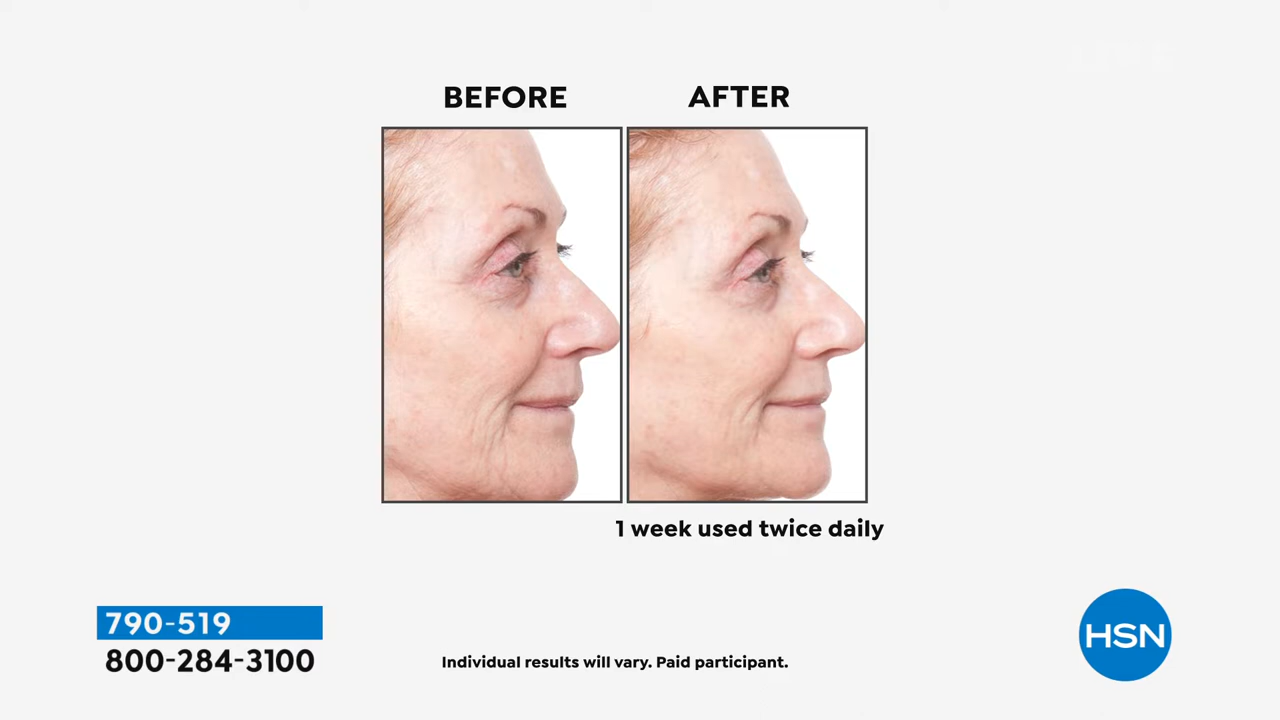 BEFORE
AFTER
1 week used twice daily
790-519
800-284-3100
Individual results will vary. Paid participant.
HSN